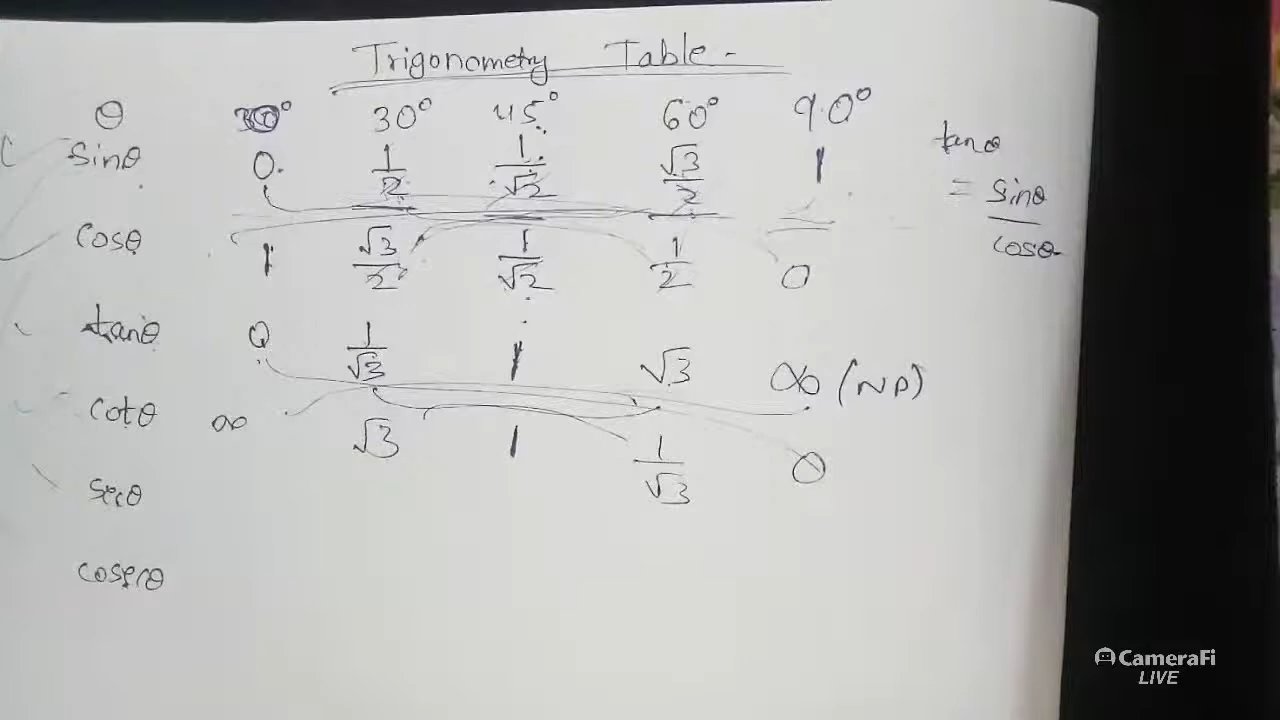 Trigonometry Table -
θ 0° 30° 45° 60° 90°
sinθ 0 1/2 1/√2 √3/2 1
cosθ 1 √3/2 1/√2 1/2 0
tanθ 0 1/√3 1 √3 ∞ (ND)
cotθ ∞ √3 1 1/√3 0
secθ
cosecθ
tanθ
= sinθ/cosθ
CameraFi
LIVE